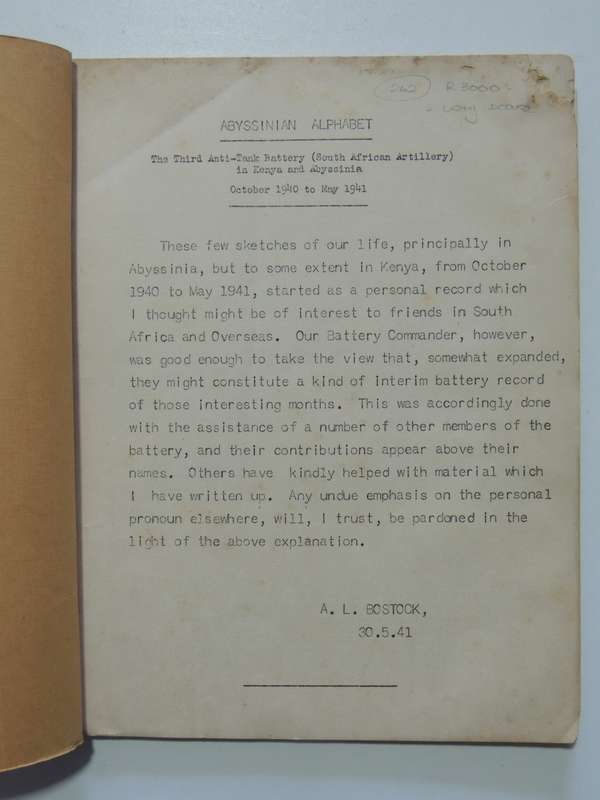 262 R3000-
- very scarce
ABYSSINIAN ALPHABET
The Third Anti-Tank Battery (South African Artillery)
in Kenya and Abyssinia
October 1940 to May 1941
These few sketches of our life, principally in
Abyssinia, but to some extent in Kenya, from October
1940 to May 1941, started as a personal record which
I thought might be of interest to friends in South
Africa and Overseas. Our Battery Commander, however,
was good enough to take the view that, somewhat expanded,
they might constitute a kind of interim battery record
of those interesting months. This was accordingly done
with the assistance of a number of other members of the
battery, and their contributions appear above their
names. Others have kindly helped with material which
I have written up. Any undue emphasis on the personal
pronoun elsewhere, will, I trust, be pardoned in the
light of the above explanation.
A. L. BOSTOCK,
30.5.41